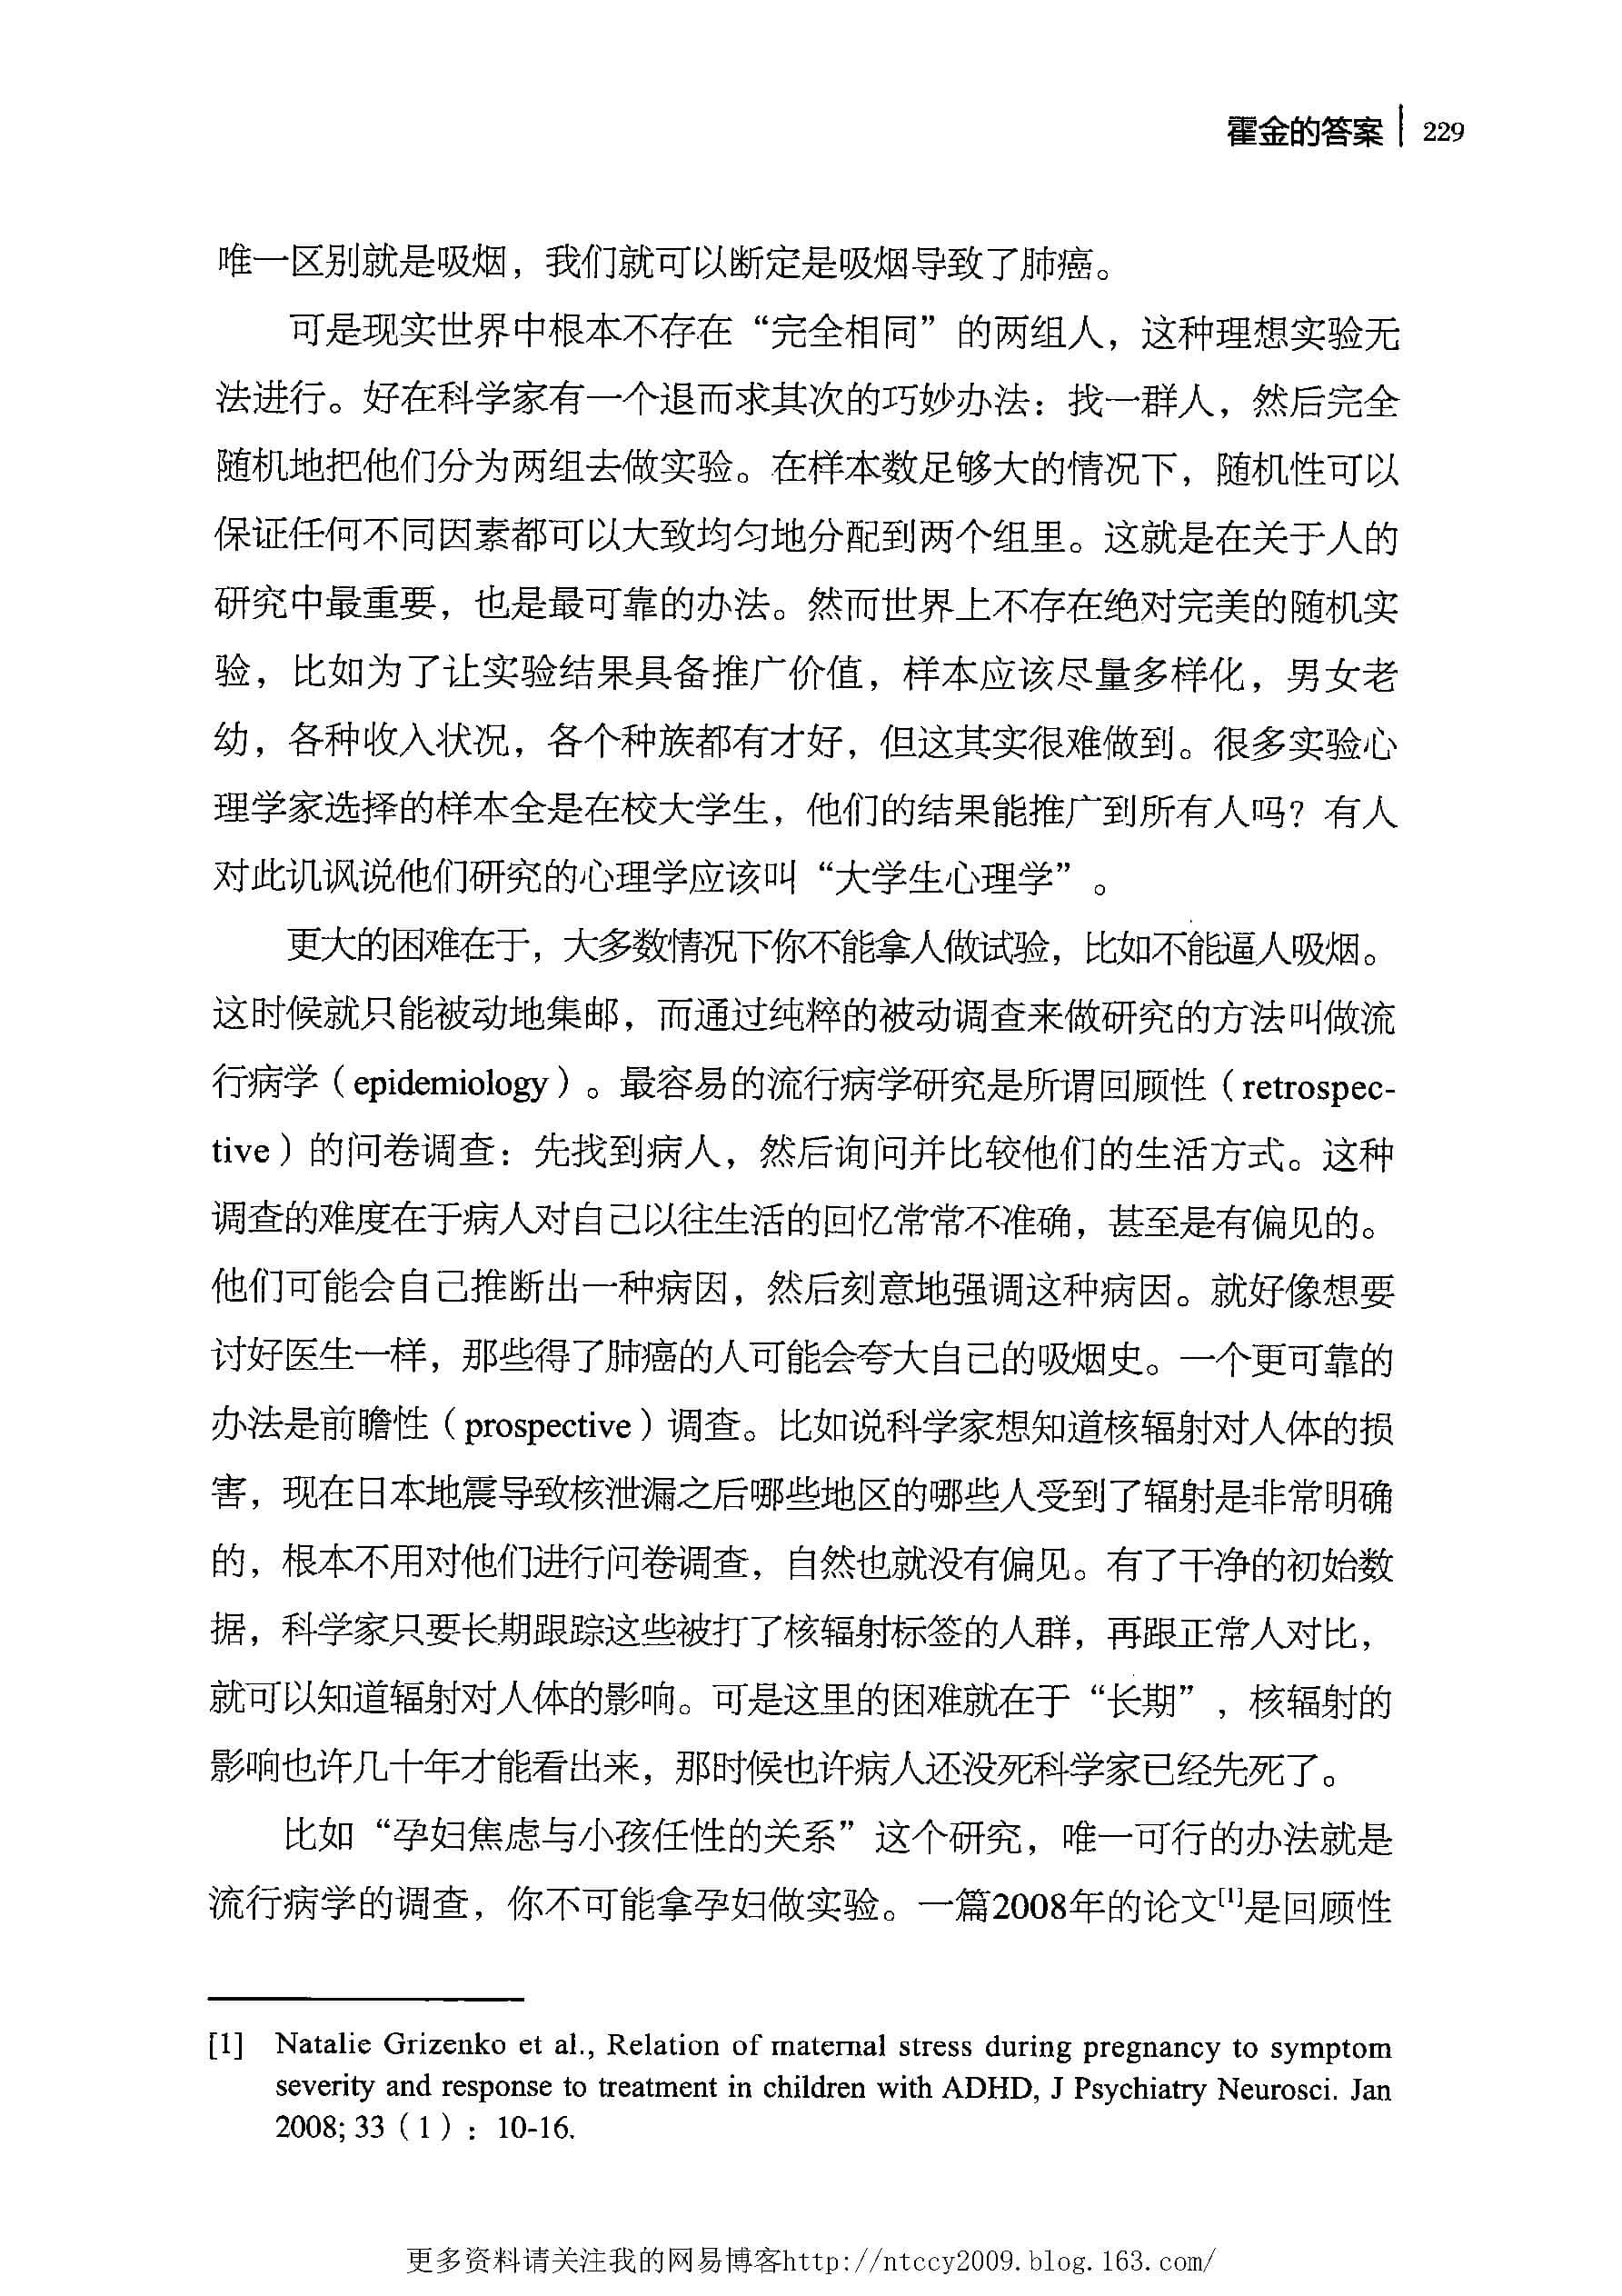 霍金的答案 229
唯一区别就是吸烟，我们就可以断定是吸烟导致了肺癌。
可是现实世界中根本不存在“完全相同”的两组人，这种理想实验无
法进行。好在科学家有一个退而求其次的巧妙办法：找一群人，然后完全
随机地把他们分为两组去做实验。在样本数足够大的情况下，随机性可以
保证任何不同因素都可以大致均匀地分配到两个组里。这就是在关于人的
研究中最重要，也是最可靠的办法。然而世界上不存在绝对完美的随机实
验，比如为了让实验结果具备推广价值，样本应该尽量多样化，男女老
幼，各种收入状况，各个种族都有才好，但这其实很难做到。很多实验心
理学家选择的样本全是在校大学生，他们的结果能推广到所有人吗？有人
对此讥讽说他们研究的心理学应该叫“大学生心理学”。
更大的困难在于，大多数情况下你不能拿人做试验，比如不能逼人吸烟。
这时候就只能被动地集邮，而通过纯粹的被动调查来做研究的方法叫做流
行病学（epidemiology）。最容易的流行病学研究是所谓回顾性（retrospec-
tive）的问卷调查：先找到病人，然后询问并比较他们的生活方式。这种
调查的难度在于病人对自己以往生活的回忆常常不准确，甚至是有偏见的。
他们可能会自己推断出一种病因，然后刻意地强调这种病因。就好像想要
讨好医生一样，那些得了肺癌的人可能会夸大自己的吸烟史。一个更可靠的
办法是前瞻性（prospective）调查。比如说科学家想知道核辐射对人体的损
害，现在日本地震导致核泄漏之后哪些地区的哪些人受到了辐射是非常明确
的，根本不用对他们进行问卷调查，自然也就没有偏见。有了干净的初始数
据，科学家只要长期跟踪这些被打了核辐射标签的人群，再跟正常人对比，
就可以知道辐射对人体的影响。可是这里的困难就在于“长期”，核辐射的
影响也许几十年才能看出来，那时候也许病人还没死科学家已经先死了。
比如“孕妇焦虑与小孩任性的关系”这个研究，唯一可行的办法就是
流行病学的调查，你不可能拿孕妇做实验。一篇2008年的论文[1]是回顾性
[1] Natalie Grizenko et al., Relation of maternal stress during pregnancy to symptom
severity and response to treatment in children with ADHD, J Psychiatry Neurosci. Jan
2008; 33（1）：10-16.
更多资料请关注我的网易博客http://ntccy2009.blog.163.com/